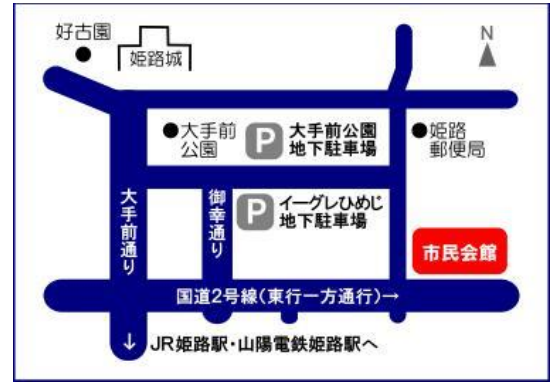 好古園
姫路城
N
●大手前
公園
P
大手前公園
地下駐車場
●姫路
郵便局
大手前通り
御幸通り
P
イーグレひめじ
地下駐車場
市民会館
国道2号線(東行一方通行)→
↓ JR姫路駅・山陽電鉄姫路駅へ